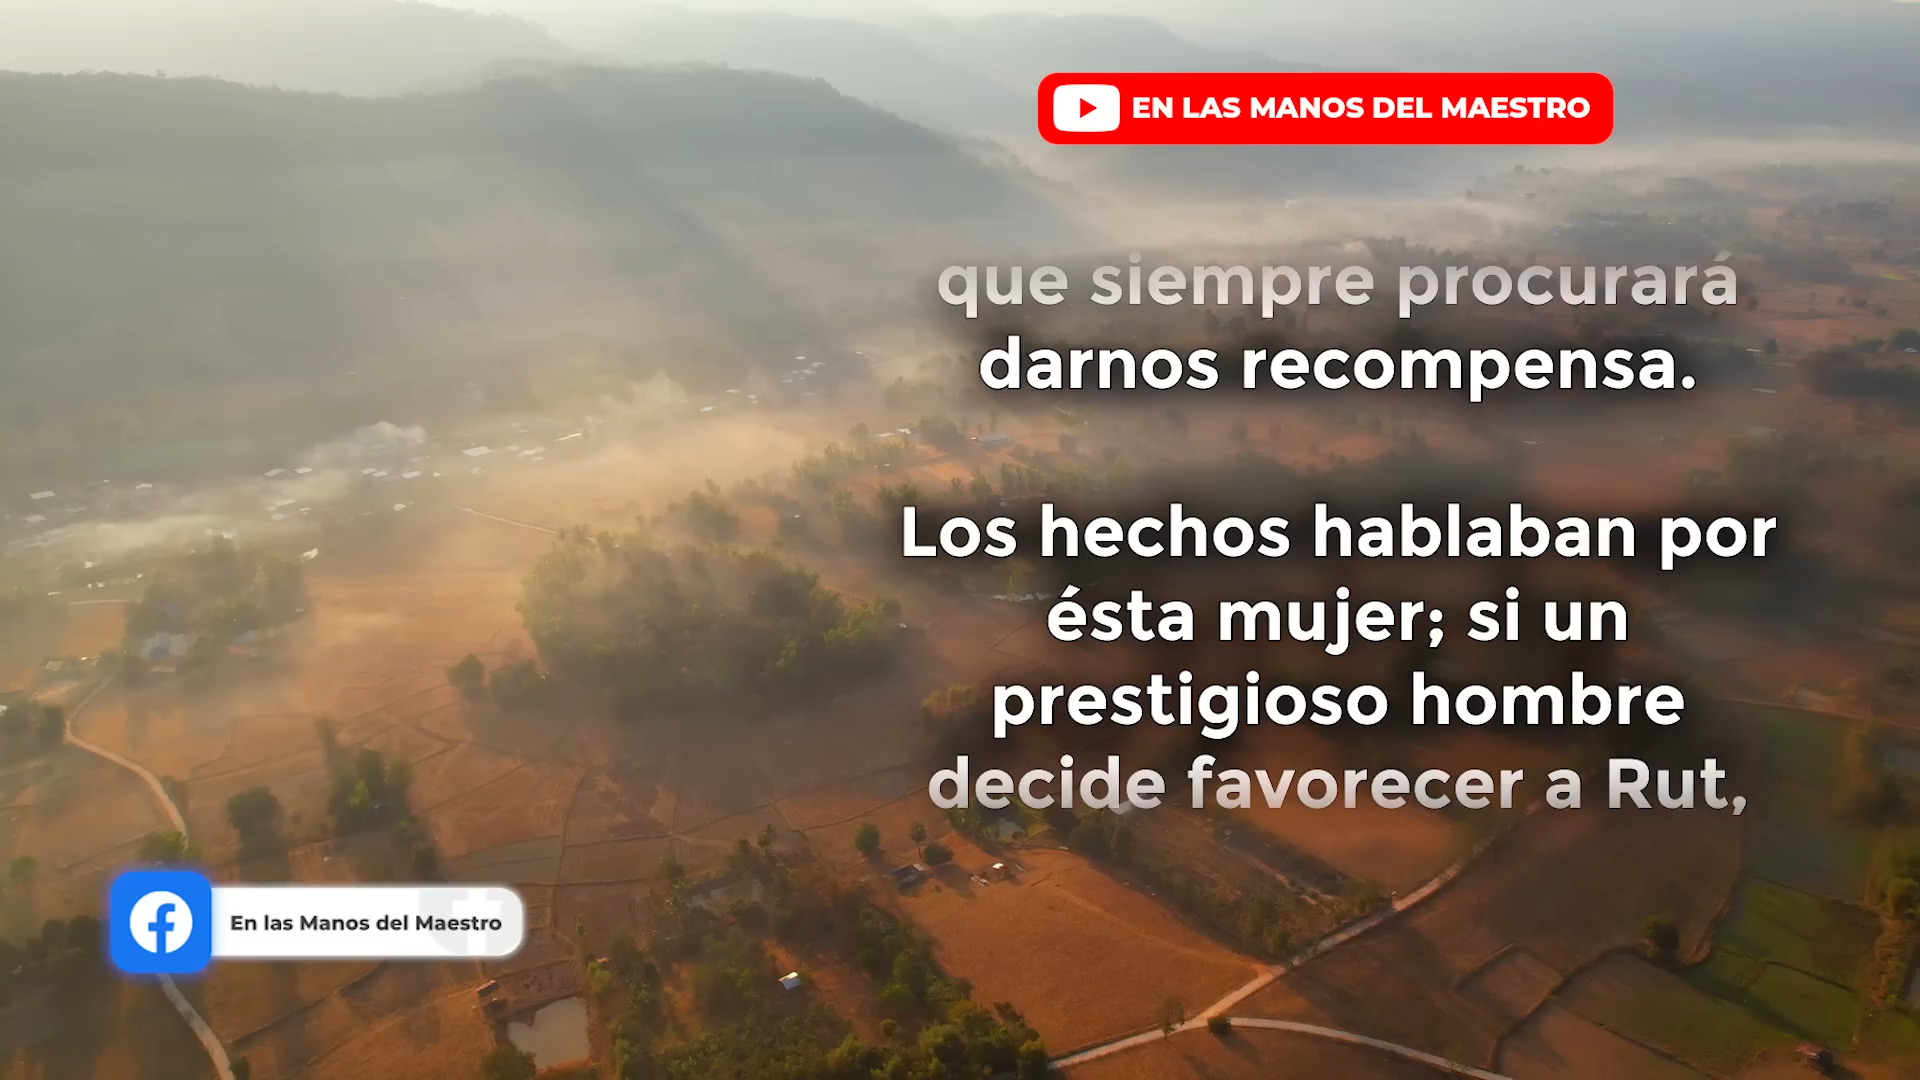 EN LAS MANOS DEL MAESTRO
que siempre procurará
darnos recompensa.
Los hechos hablaban por
ésta mujer; si un
prestigioso hombre
decide favorecer a Rut,
En las Manos del Maestro